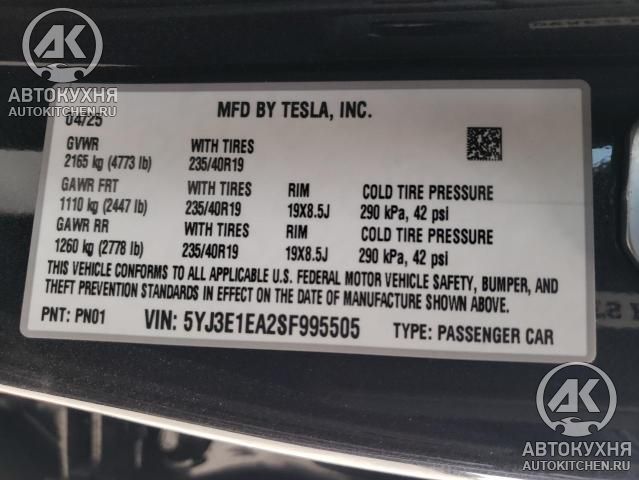 АК
АВТОКУХНЯ
AUTOKITCHEN.RU
04/25
MFD BY TESLA, INC.
GVWR WITH TIRES
2165 kg (4773 lb) 235/40R19
GAWR FRT WITH TIRES RIM COLD TIRE PRESSURE
1110 kg (2447 lb) 235/40R19 19X8.5J 290 kPa, 42 psi
GAWR RR WITH TIRES RIM COLD TIRE PRESSURE
1260 kg (2778 lb) 235/40R19 19X8.5J 290 kPa, 42 psi
THIS VEHICLE CONFORMS TO ALL APPLICABLE U.S. FEDERAL MOTOR VEHICLE SAFETY, BUMPER, AND
THEFT PREVENTION STANDARDS IN EFFECT ON THE DATE OF MANUFACTURE SHOWN ABOVE.
PNT: PN01 VIN: 5YJ3E1EA2SF995505 TYPE: PASSENGER CAR
АК
АВТОКУХНЯ
AUTOKITCHEN.RU